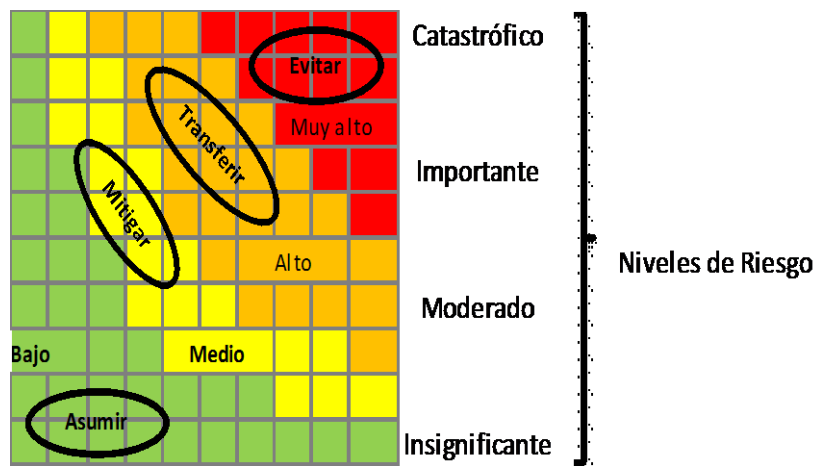 Catastrófico
Evitar
Transferir
Muy alto
Importante
Mitigar
Alto
Niveles de Riesgo
Moderado
Bajo
Medio
Asumir
Insignificante